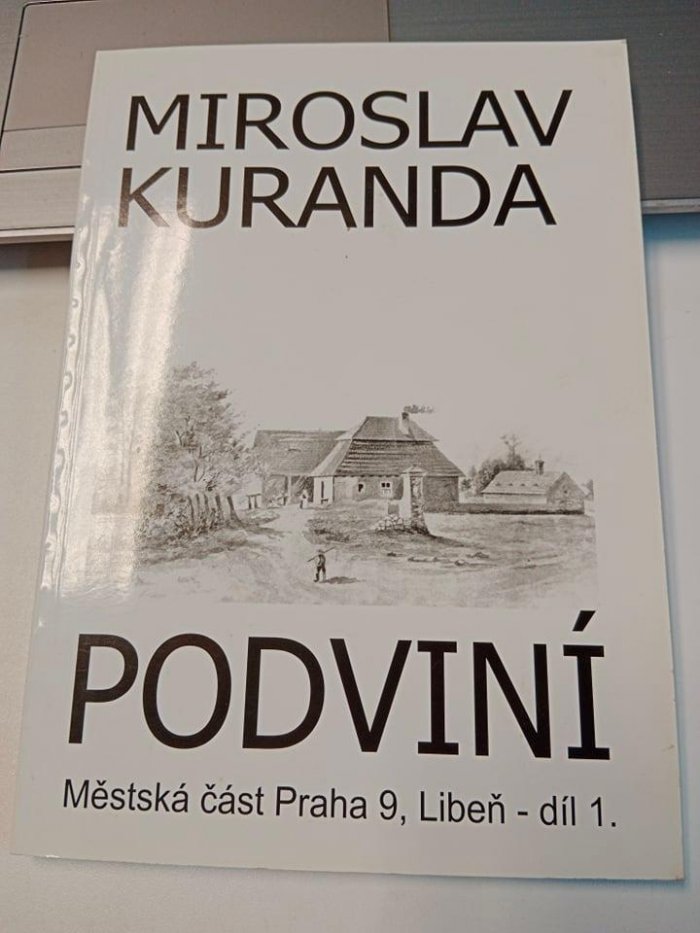 MIROSLAV
KURANDA
PODVINÍ
Městská část Praha 9, Libeň - díl 1.